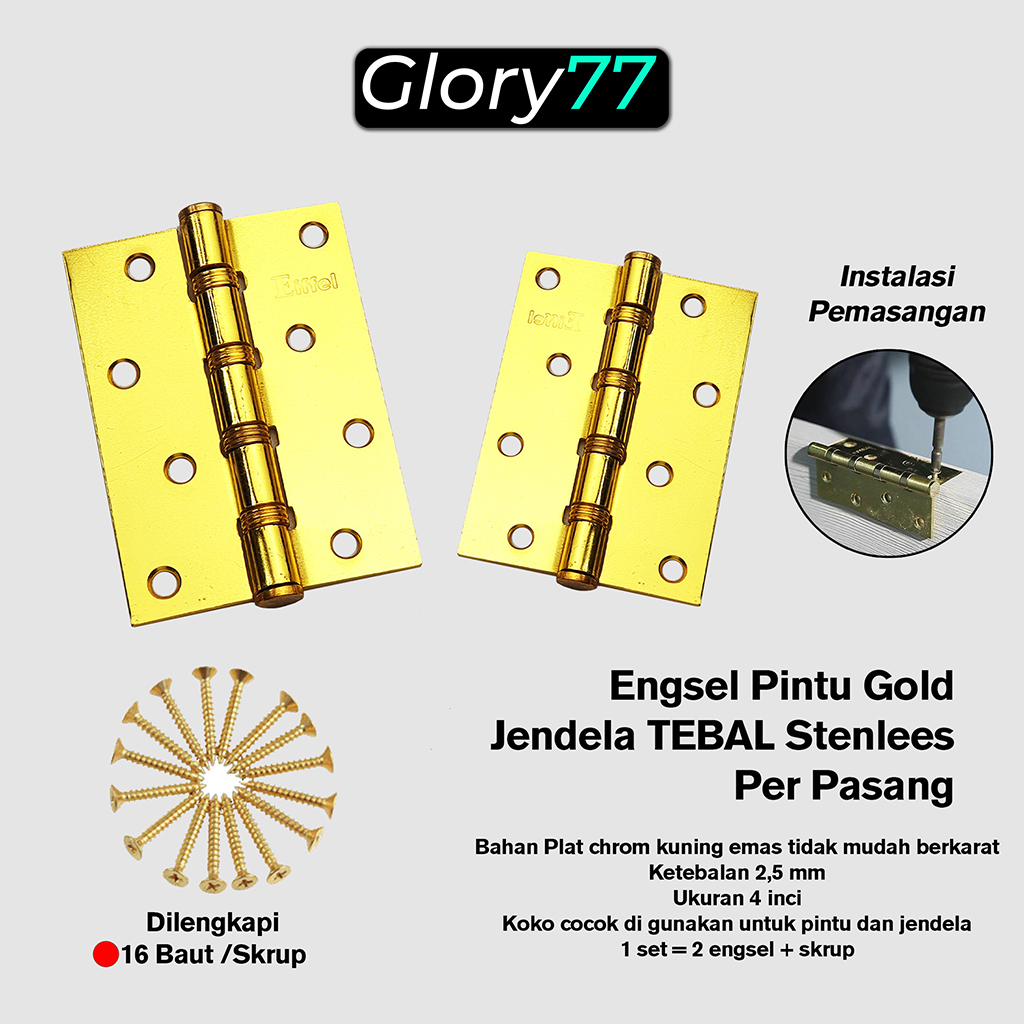 Glory77
Eiffel
Eiffel
Instalasi
Pemasangan
Engsel Pintu Gold
Jendela TEBAL Stenlees
Per Pasang
Bahan Plat chrom kuning emas tidak mudah berkarat
Ketebalan 2,5 mm
Ukuran 4 inci
Koko cocok di gunakan untuk pintu dan jendela
1 set = 2 engsel + skrup
Dilengkapi
16 Baut /Skrup